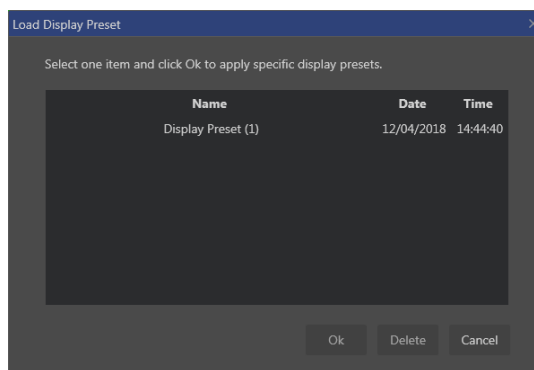 Load Display Preset
Select one item and click Ok to apply specific display presets.
Name Date Time
Display Preset (1) 12/04/2018 14:44:40
Ok Delete Cancel